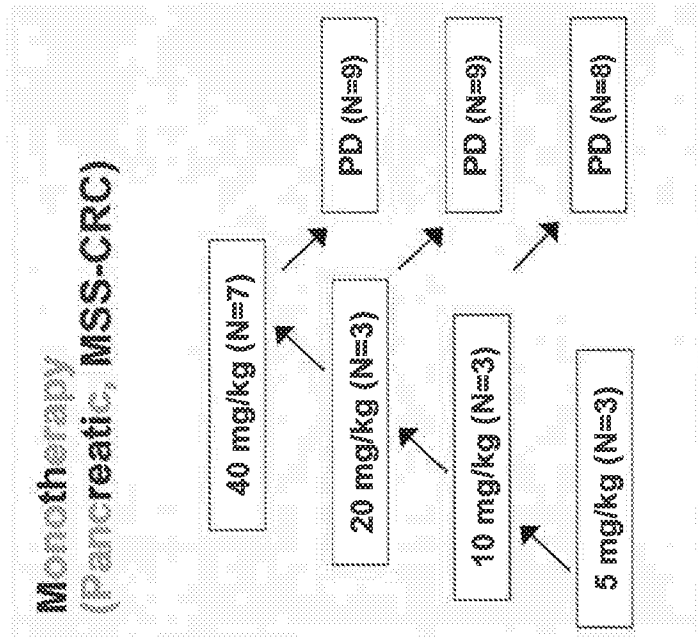 Monotherapy
(Pancreatic, MSS-CRC)
40 mg/kg (N=7)
PD (N=9)
20 mg/kg (N=3)
PD (N=9)
10 mg/kg (N=3)
PD (N=8)
5 mg/kg (N=3)